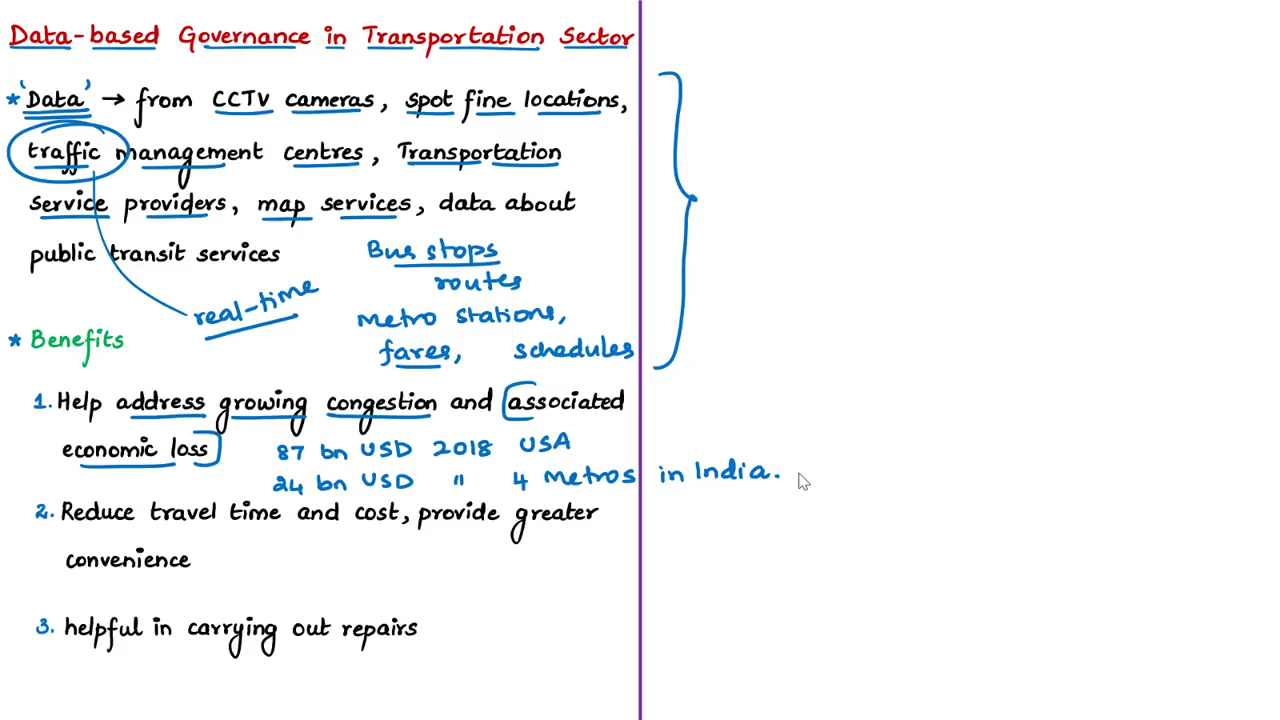 Data-based Governance in Transportation Sector
* 'Data' → from CCTV cameras, spot fine locations,
traffic management centres, Transportation
service providers, map services, data about
public transit services
Bus stops
routes
real-time
Metro stations,
fares, schedules
* Benefits
1. Help address growing congestion and [associated
economic loss] 87 bn USD 2018 USA
24 bn USD " 4 Metros in India.
2. Reduce travel time and cost, provide greater
convenience
3. helpful in carrying out repairs